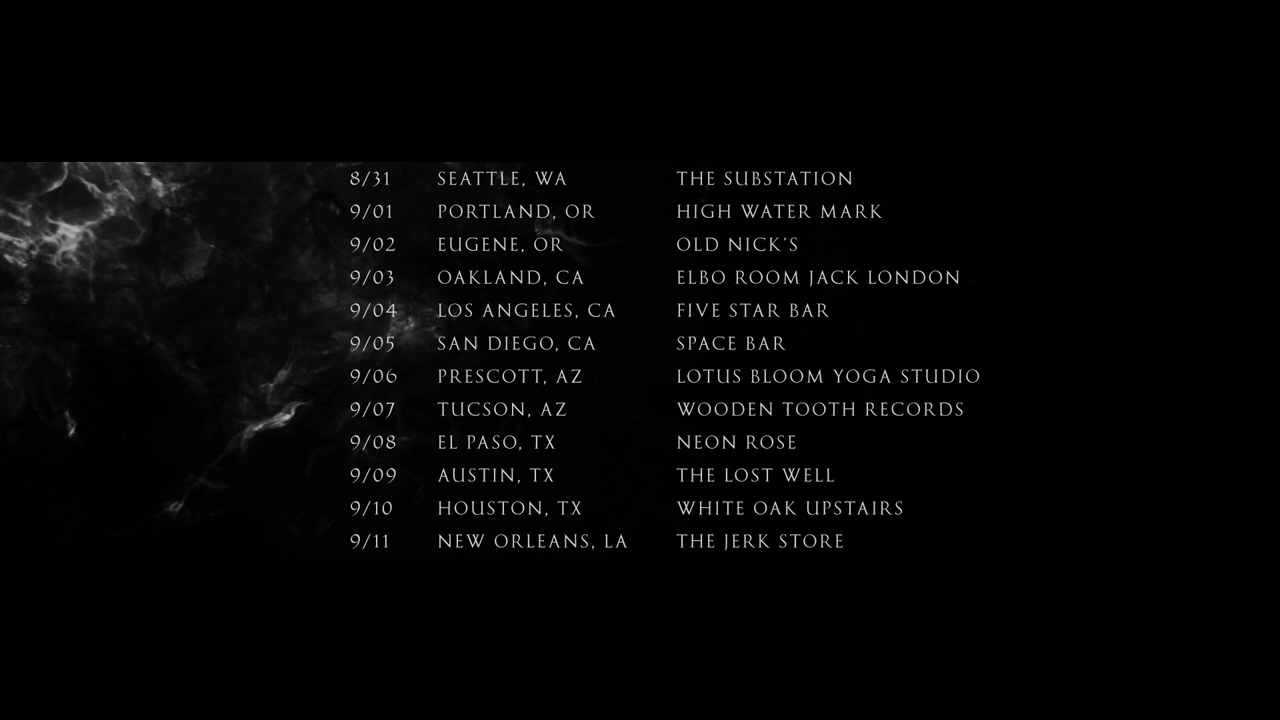 8/31 SEATTLE, WA THE SUBSTATION
9/01 PORTLAND, OR HIGH WATER MARK
9/02 EUGENE, OR OLD NICK'S
9/03 OAKLAND, CA ELBO ROOM JACK LONDON
9/04 LOS ANGELES, CA FIVE STAR BAR
9/05 SAN DIEGO, CA SPACE BAR
9/06 PRESCOTT, AZ LOTUS BLOOM YOGA STUDIO
9/07 TUCSON, AZ WOODEN TOOTH RECORDS
9/08 EL PASO, TX NEON ROSE
9/09 AUSTIN, TX THE LOST WELL
9/10 HOUSTON, TX WHITE OAK UPSTAIRS
9/11 NEW ORLEANS, LA THE JERK STORE